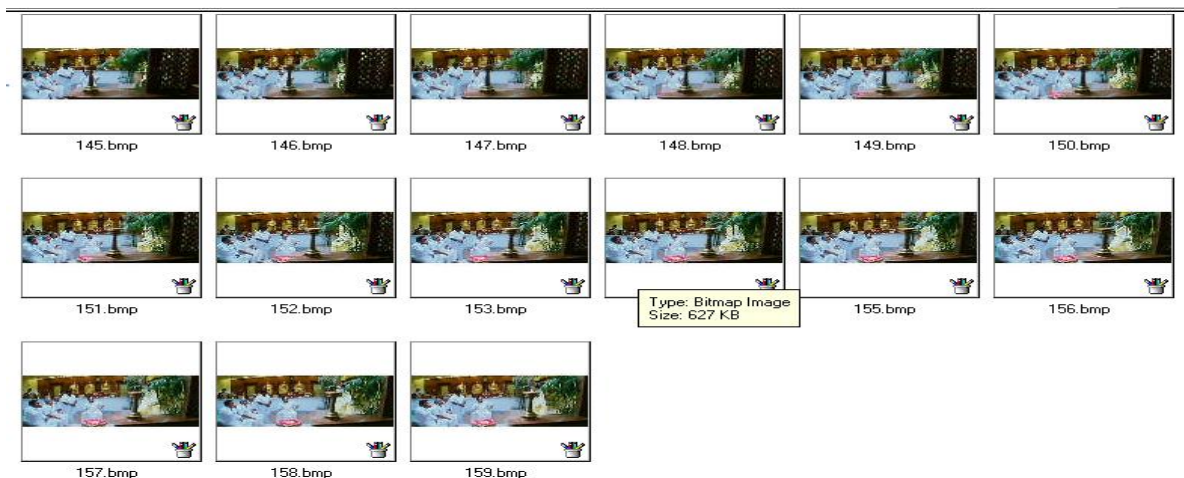 145.bmp 146.bmp 147.bmp 148.bmp 149.bmp 150.bmp
151.bmp 152.bmp 153.bmp 155.bmp 156.bmp
Type: Bitmap Image
Size: 627 KB
157.bmp 158.bmp 159.bmp